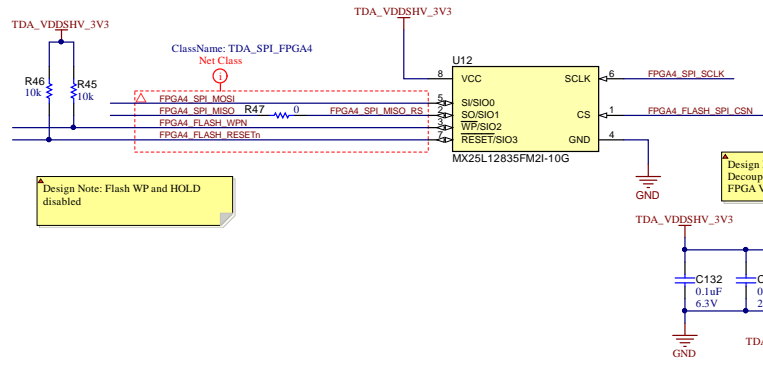 TDA_VDDSHV_3V3
TDA_VDDSHV_3V3
ClassName: TDA_SPI_FPGA4
Net Class
i
R46
10k
R45
10k
U12
8
VCC
SCLK
6
FPGA4_SPI_SCLK
FPGA4_SPI_MOSI
5
SI/SIO0
FPGA4_SPI_MISO
R47
0
FPGA4_SPI_MISO_RS
2
SO/SIO1
CS
1
FPGA4_FLASH_SPI_CSN
FPGA4_FLASH_WPN
3
WP/SIO2
FPGA4_FLASH_RESETn
7
RESET/SIO3
GND
4
MX25L12835FM2I-10G
GND
Design Note: Flash WP and HOLD
disabled
Design
Decoup
FPGA V
TDA_VDDSHV_3V3
C132
0.1uF
6.3V
C
0
2
GND
TDA